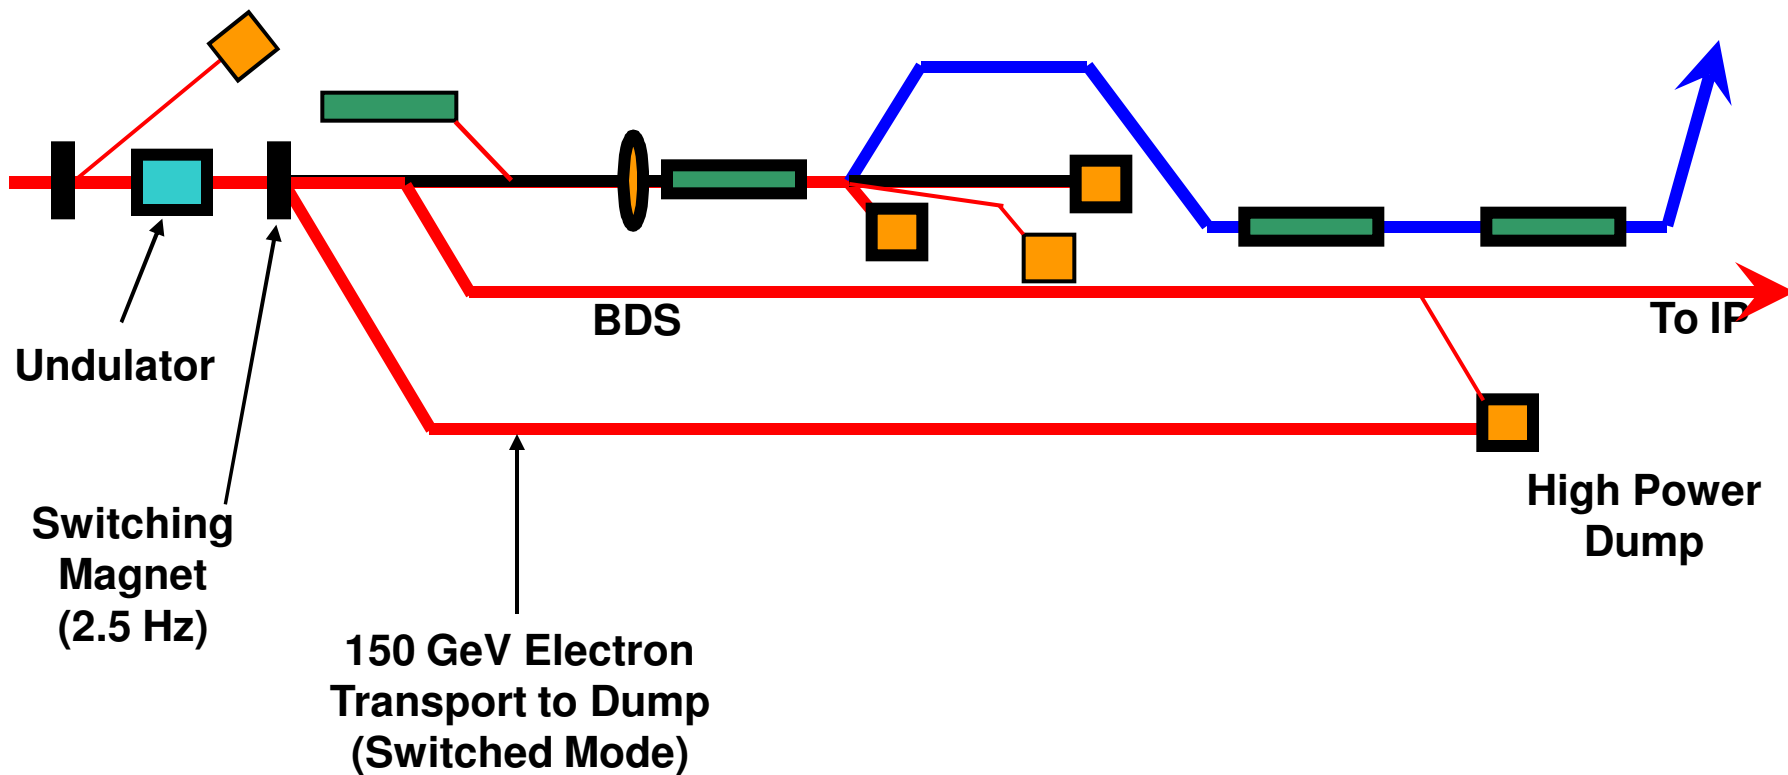 BDS
To IP
Undulator
High Power
Dump
Switching
Magnet
(2.5 Hz)
150 GeV Electron
Transport to Dump
(Switched Mode)